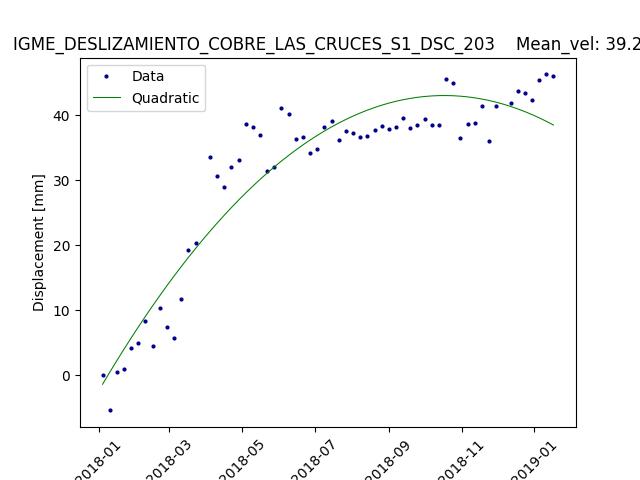 IGME_DESLIZAMIENTO_COBRE_LAS_CRUCES_S1_DSC_203 Mean_vel: 39.2
Data
Quadratic
Displacement [mm]
40
30
20
10
0
2018-01 2018-03 2018-05 2018-07 2018-09 2018-11 2019-01